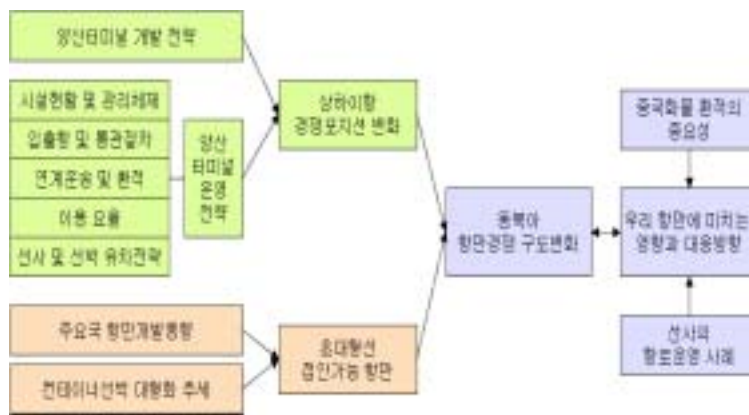 양산터미널 개발 전략
시설현황 및 관리체제
입출항 및 통관절차
연계운송 및 환적
이용 요율
선사 및 선박 유치전략
양산
터미널
운영
전략
상하이항
경쟁포지션 변화
주요국 항만개발동향
컨테이너선박 대형화 추세
초대형선
접안가능 항만
동북아
항만경쟁 구도변화
중국화물 환적의
중요성
우리 항만에 미치는
영향과 대응방향
선사의
항로운영 사례